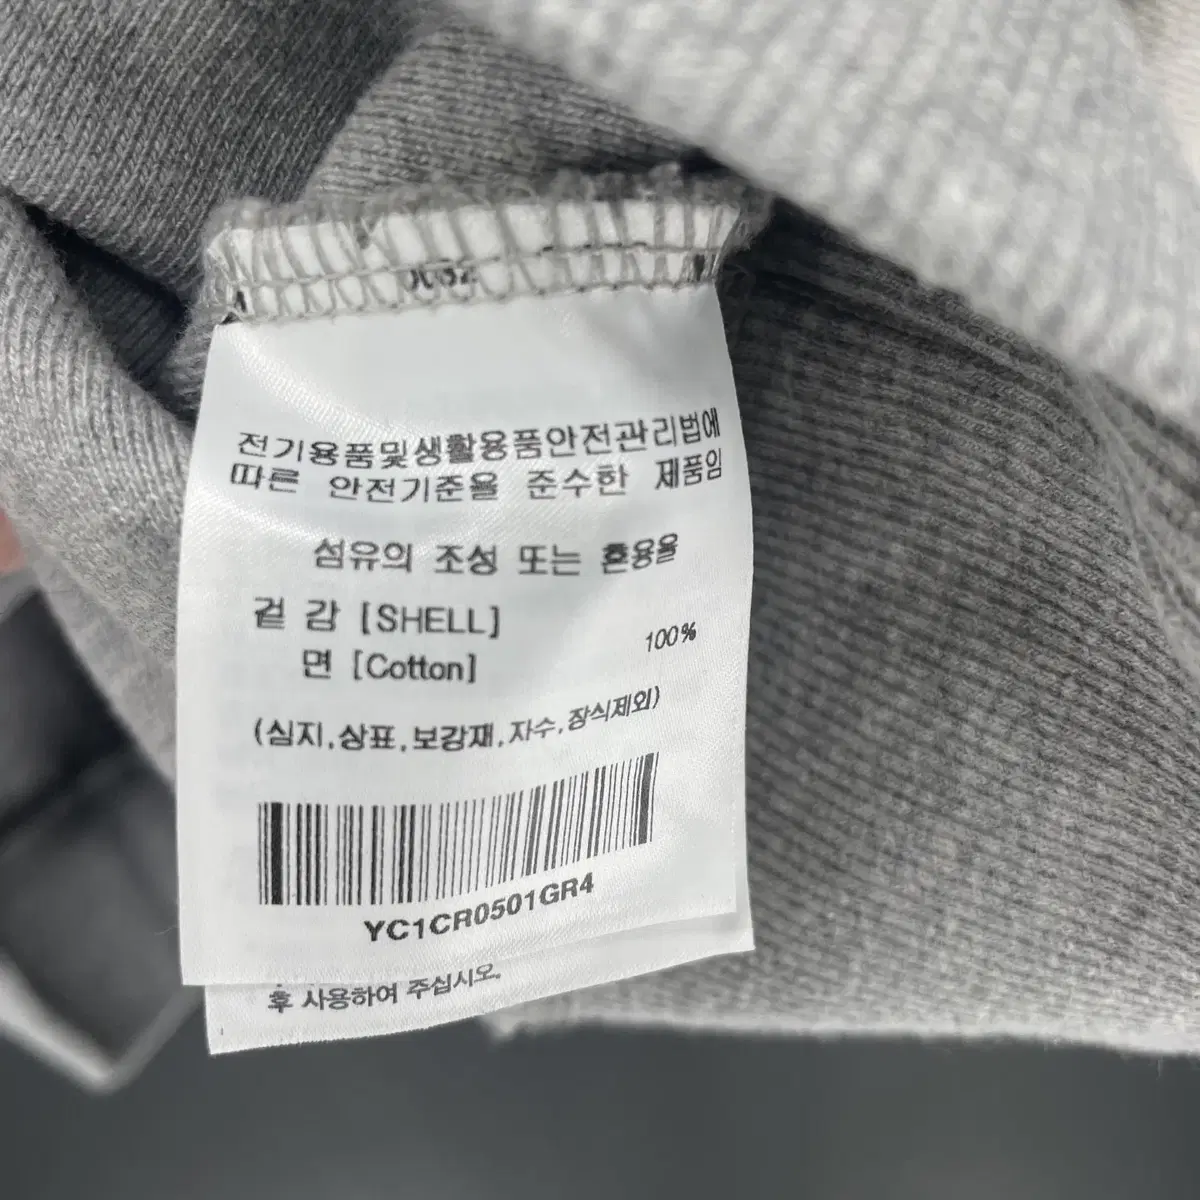 전기용품및생활용품안전관리법에
따른 안전기준율 준수한 제품임
섬유의 조성 또는 혼용율
겉 감 [SHELL]
면 [Cotton] 100%
(심지,상표,보강재,자수,장식제외)
YC1CR0501GR4
후 사용하여 주십시오.